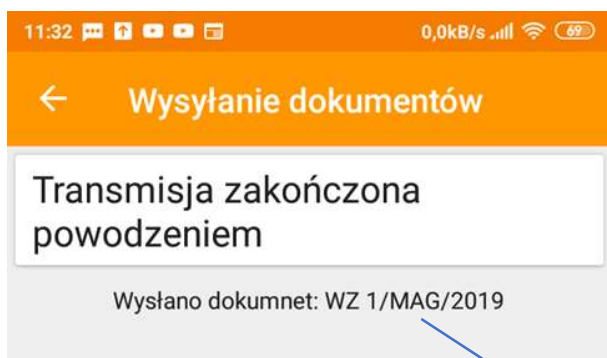 11:32 0,0kB/s 69
Wysyłanie dokumentów
Transmisja zakończona
powodzeniem
Wysłano dokumnet: WZ 1/MAG/2019